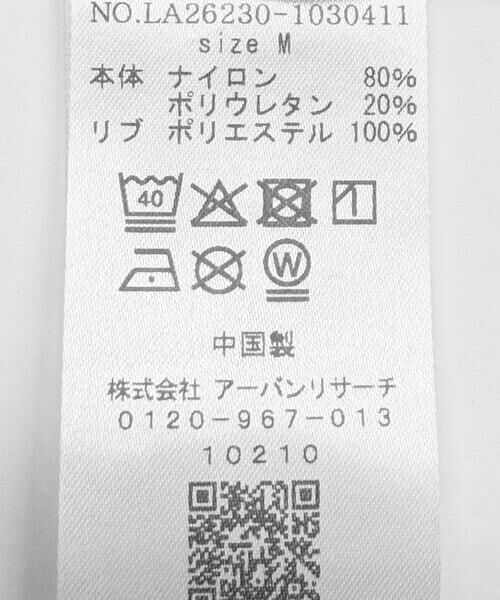 NO.LA26230-1030411
size M
本体 ナイロン 80%
ポリウレタン 20%
リブ ポリエステル 100%
40
W
中国製
株式会社 アーバンリサーチ
0120-967-013
10210